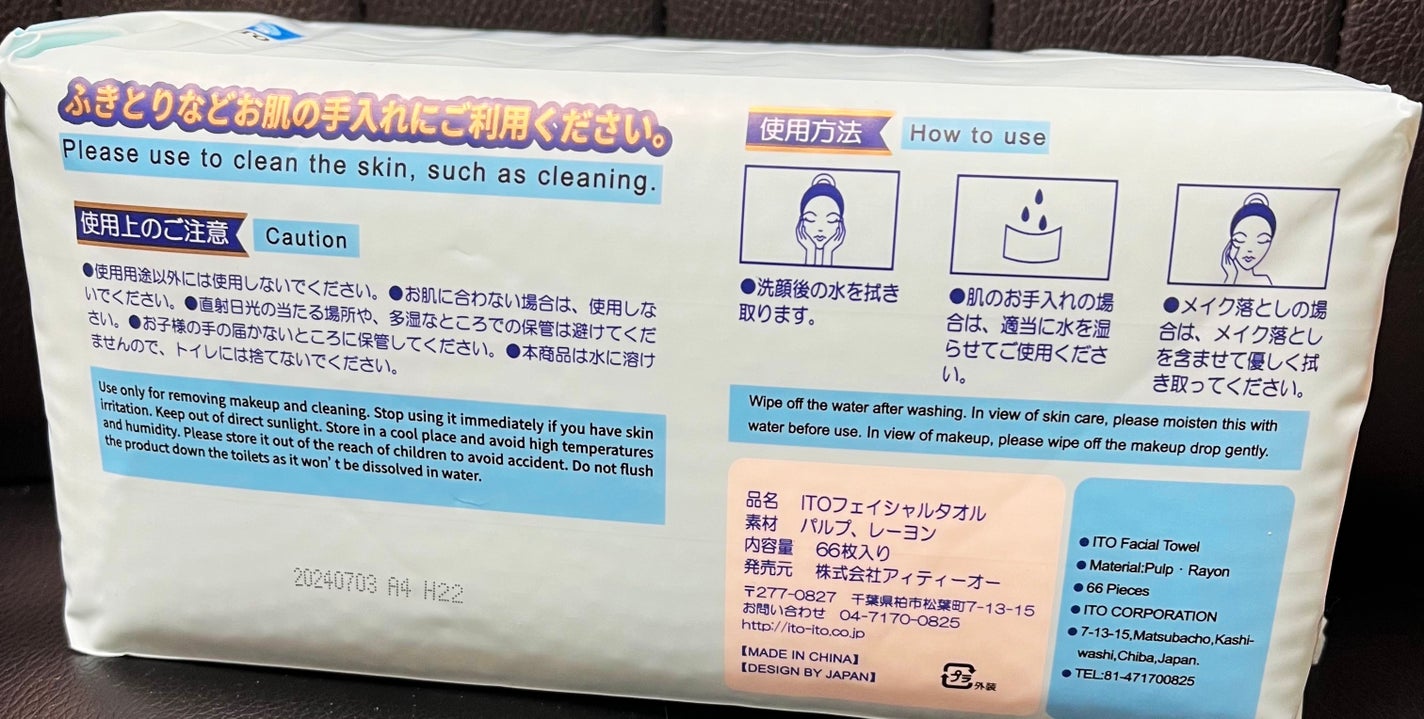 ふきとりなどお肌の手入れにご利用ください。
Please use to clean the skin, such as cleaning.
使用上のご注意
Caution
●使用用途以外には使用しないでください。●お肌に合わない場合は、使用しな
いでください。●直射日光の当たる場所や、多湿なところでの保管は避けてくだ
さい。●お子様の手の届かないところに保管してください。●本商品は水に溶け
ませんので、トイレには捨てないでください。
Use only for removing makeup and cleaning. Stop using it immediately if you have skin
irritation. Keep out of direct sunlight. Store in a cool place and avoid high temperatures
and humidity. Please store it out of the reach of children to avoid accident. Do not flush
the product down the toilets as it won't be dissolved in water.
20240703 A4 H22
使用方法
How to use
●洗顔後の水を拭き
取ります。
●肌のお手入れの場
合は、適当に水を湿
らせてご使用くださ
い。
●メイク落としの場
合は、メイク落とし
を含ませて優しく拭
き取ってください。
Wipe off the water after washing. In view of skin care, please moisten this with
water before use. In view of makeup, please wipe off the makeup drop gently.
品名 ITOフェイシャルタオル
素材 パルプ、レーヨン
内容量 66枚入り
発売元 株式会社アィティーオー
〒277-0827 千葉県柏市松葉町7-13-15
お問い合わせ 04-7170-0825
http://ito-ito.co.jp
【MADE IN CHINA】
【DESIGN BY JAPAN】
プラ 外装
● ITO Facial Towel
● Material:Pulp · Rayon
● 66 Pieces
● ITO CORPORATION
● 7-13-15,Matsubacho,Kashi-
washi,Chiba,Japan.
● TEL:81-471700825